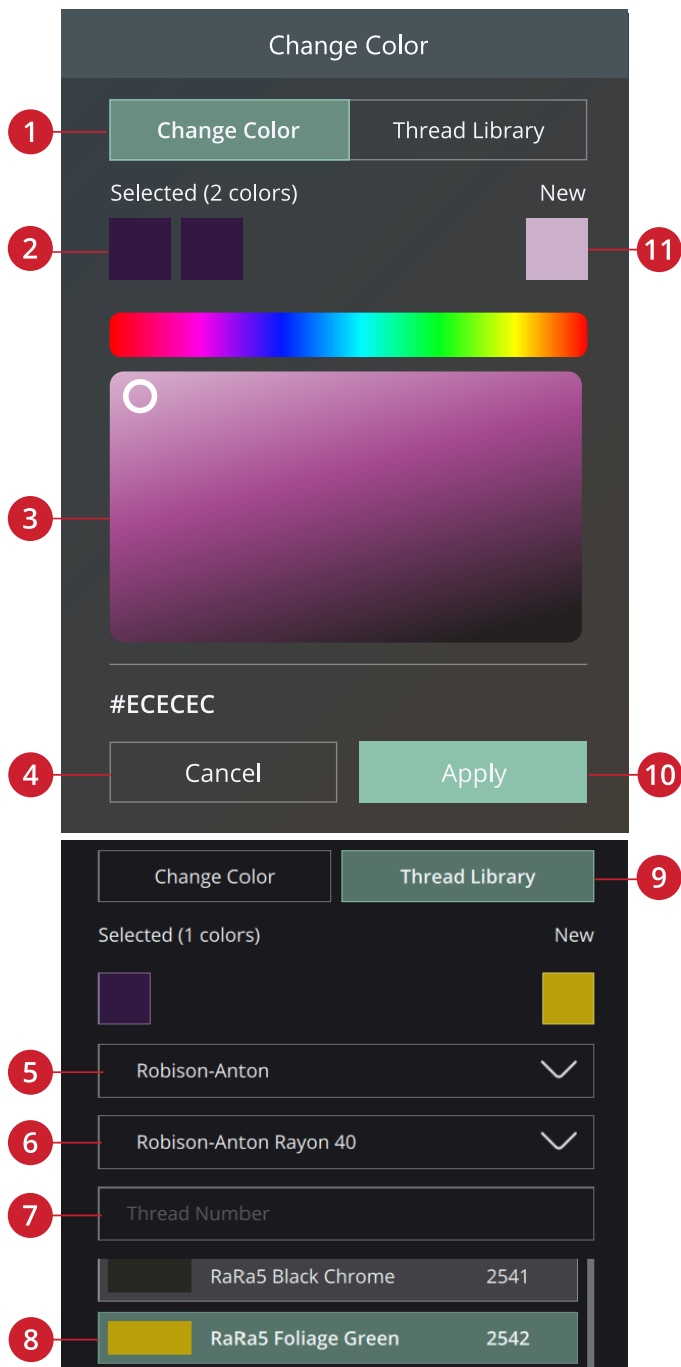 Change Color
1 Change Color Thread Library
Selected (2 colors) New
2 11
3
#ECECEC
4 Cancel Apply 10
Change Color Thread Library 9
Selected (1 colors) New
5 Robison-Anton
6 Robison-Anton Rayon 40
7 Thread Number
RaRa5 Black Chrome 2541
8 RaRa5 Foliage Green 2542